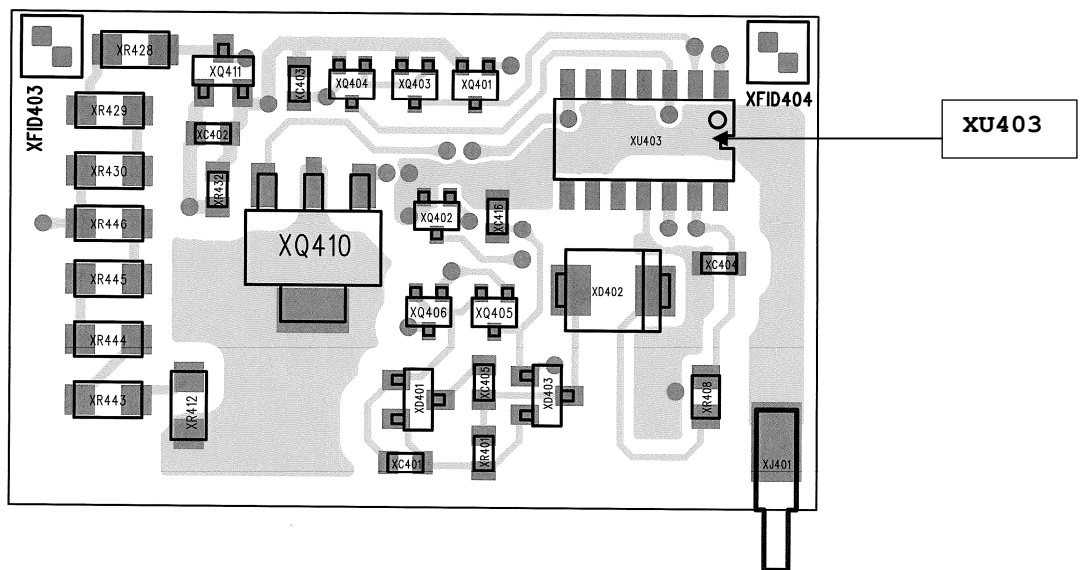 XR428
XQ411
XC403
XQ404
XQ403
XQ401
XFID403
XFID404
XR429
XC402
XU403
XU403
XR430
XR432
XR446
XQ402
XC416
XQ410
XR445
XC404
XD402
XQ406
XQ405
XR444
XR443
XR412
XD401
XC405
XD403
XR408
XC401
XR401
XJ401